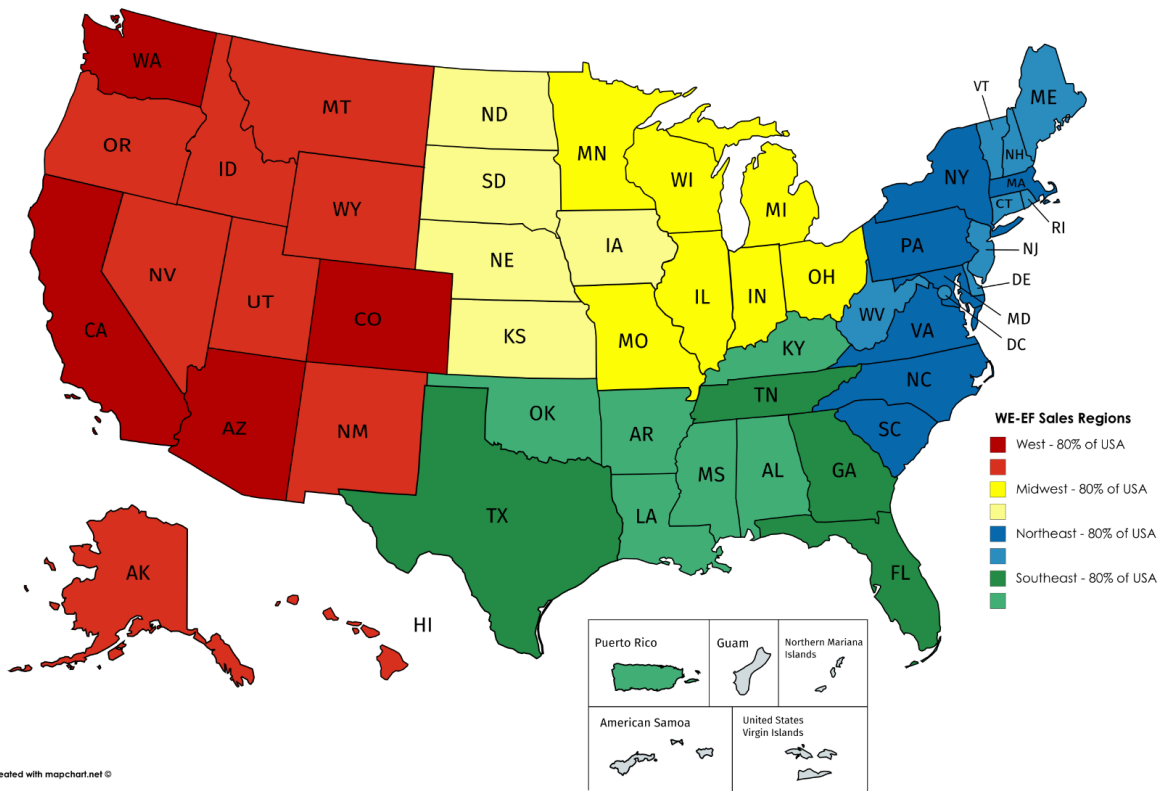 WA
MT
ND
MN
VT
ME
OR
ID
SD
WI
MI
NY
NH
MA
CT
RI
WY
NE
IA
PA
NJ
NV
UT
CO
KS
IL
IN
OH
WV
DE
MD
DC
VA
CA
MO
KY
NC
AZ
NM
OK
AR
TN
SC
TX
LA
MS
AL
GA
FL
AK
HI
WE-EF Sales Regions
West - 80% of USA
Midwest - 80% of USA
Northeast - 80% of USA
Southeast - 80% of USA
Puerto Rico
Guam
Northern Mariana
Islands
American Samoa
United States
Virgin Islands
eated with mapchart.net ©